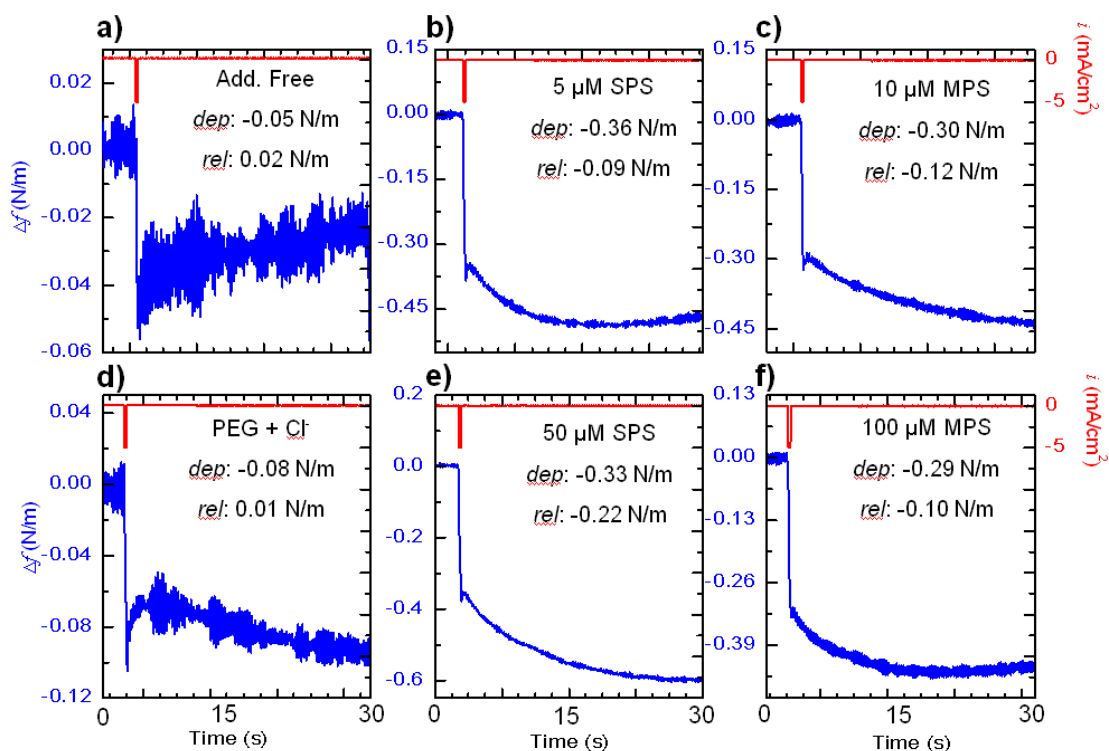 a)
b)
c)
Add. Free
dep: -0.05 N/m
rel: 0.02 N/m
0.02
0.00
-0.02
-0.04
-0.06
Δf (N/m)
5 µM SPS
dep: -0.36 N/m
rel: -0.09 N/m
0.15
0.00
-0.15
-0.30
-0.45
10 µM MPS
dep: -0.30 N/m
rel: -0.12 N/m
0.15
0.00
-0.15
-0.30
-0.45
0
-5
i (mA/cm²)
d)
e)
f)
PEG + Cl-
dep: -0.08 N/m
rel: 0.01 N/m
0.04
0.00
-0.04
-0.08
-0.12
Δf (N/m)
0 15 30
Time (s)
50 µM SPS
dep: -0.33 N/m
rel: -0.22 N/m
0.2
0.0
-0.2
-0.4
-0.6
0 15 30
Time (s)
100 µM MPS
dep: -0.29 N/m
rel: -0.10 N/m
0.13
0.00
-0.13
-0.26
-0.39
0 15 30
Time (s)
0
-5
i (mA/cm²)